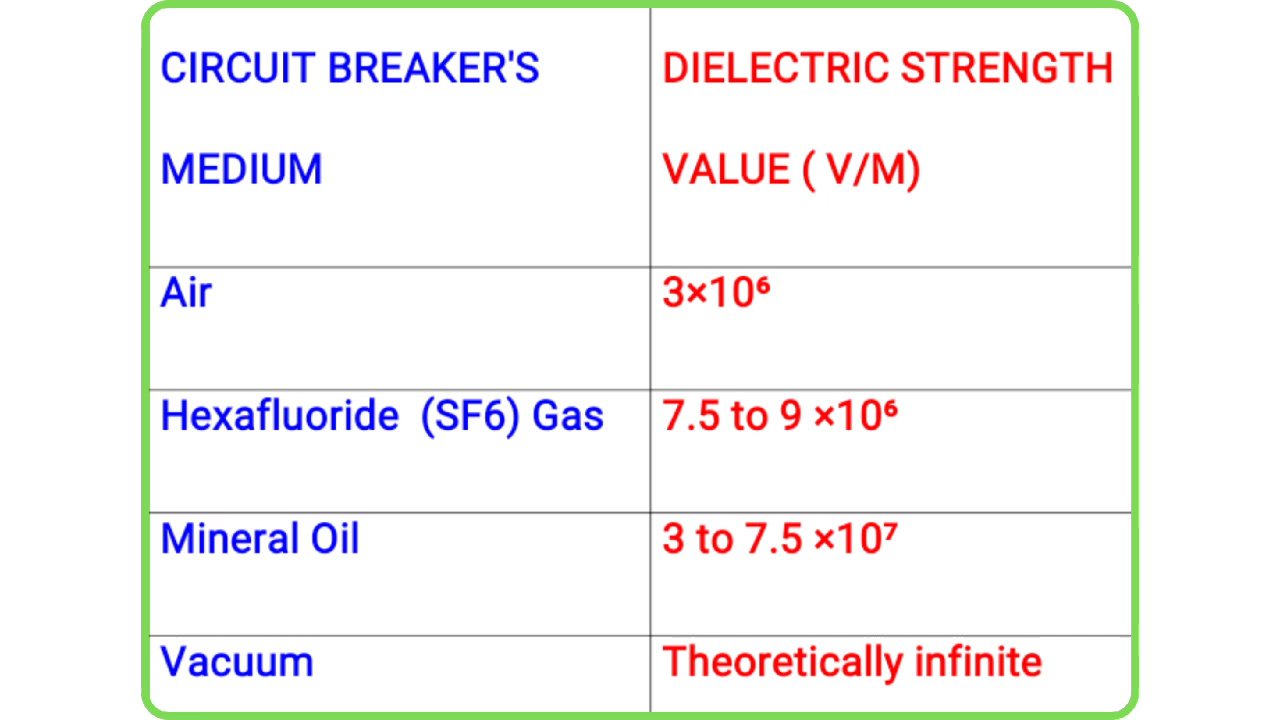 CIRCUIT BREAKER'S
MEDIUM
DIELECTRIC STRENGTH
VALUE ( V/M)
Air
3×10⁶
Hexafluoride  (SF6) Gas
7.5 to 9 ×10⁶
Mineral Oil
3 to 7.5 ×10⁷
Vacuum
Theoretically infinite